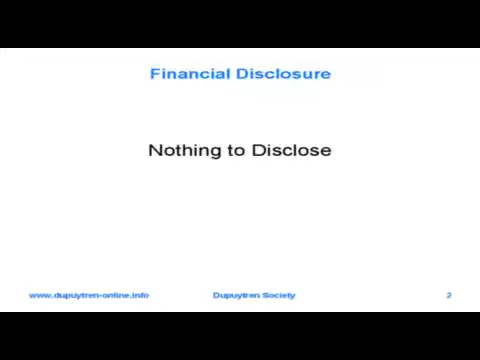 Financial Disclosure
Nothing to Disclose
www.dupuytren-online.info Dupuytren Society 2